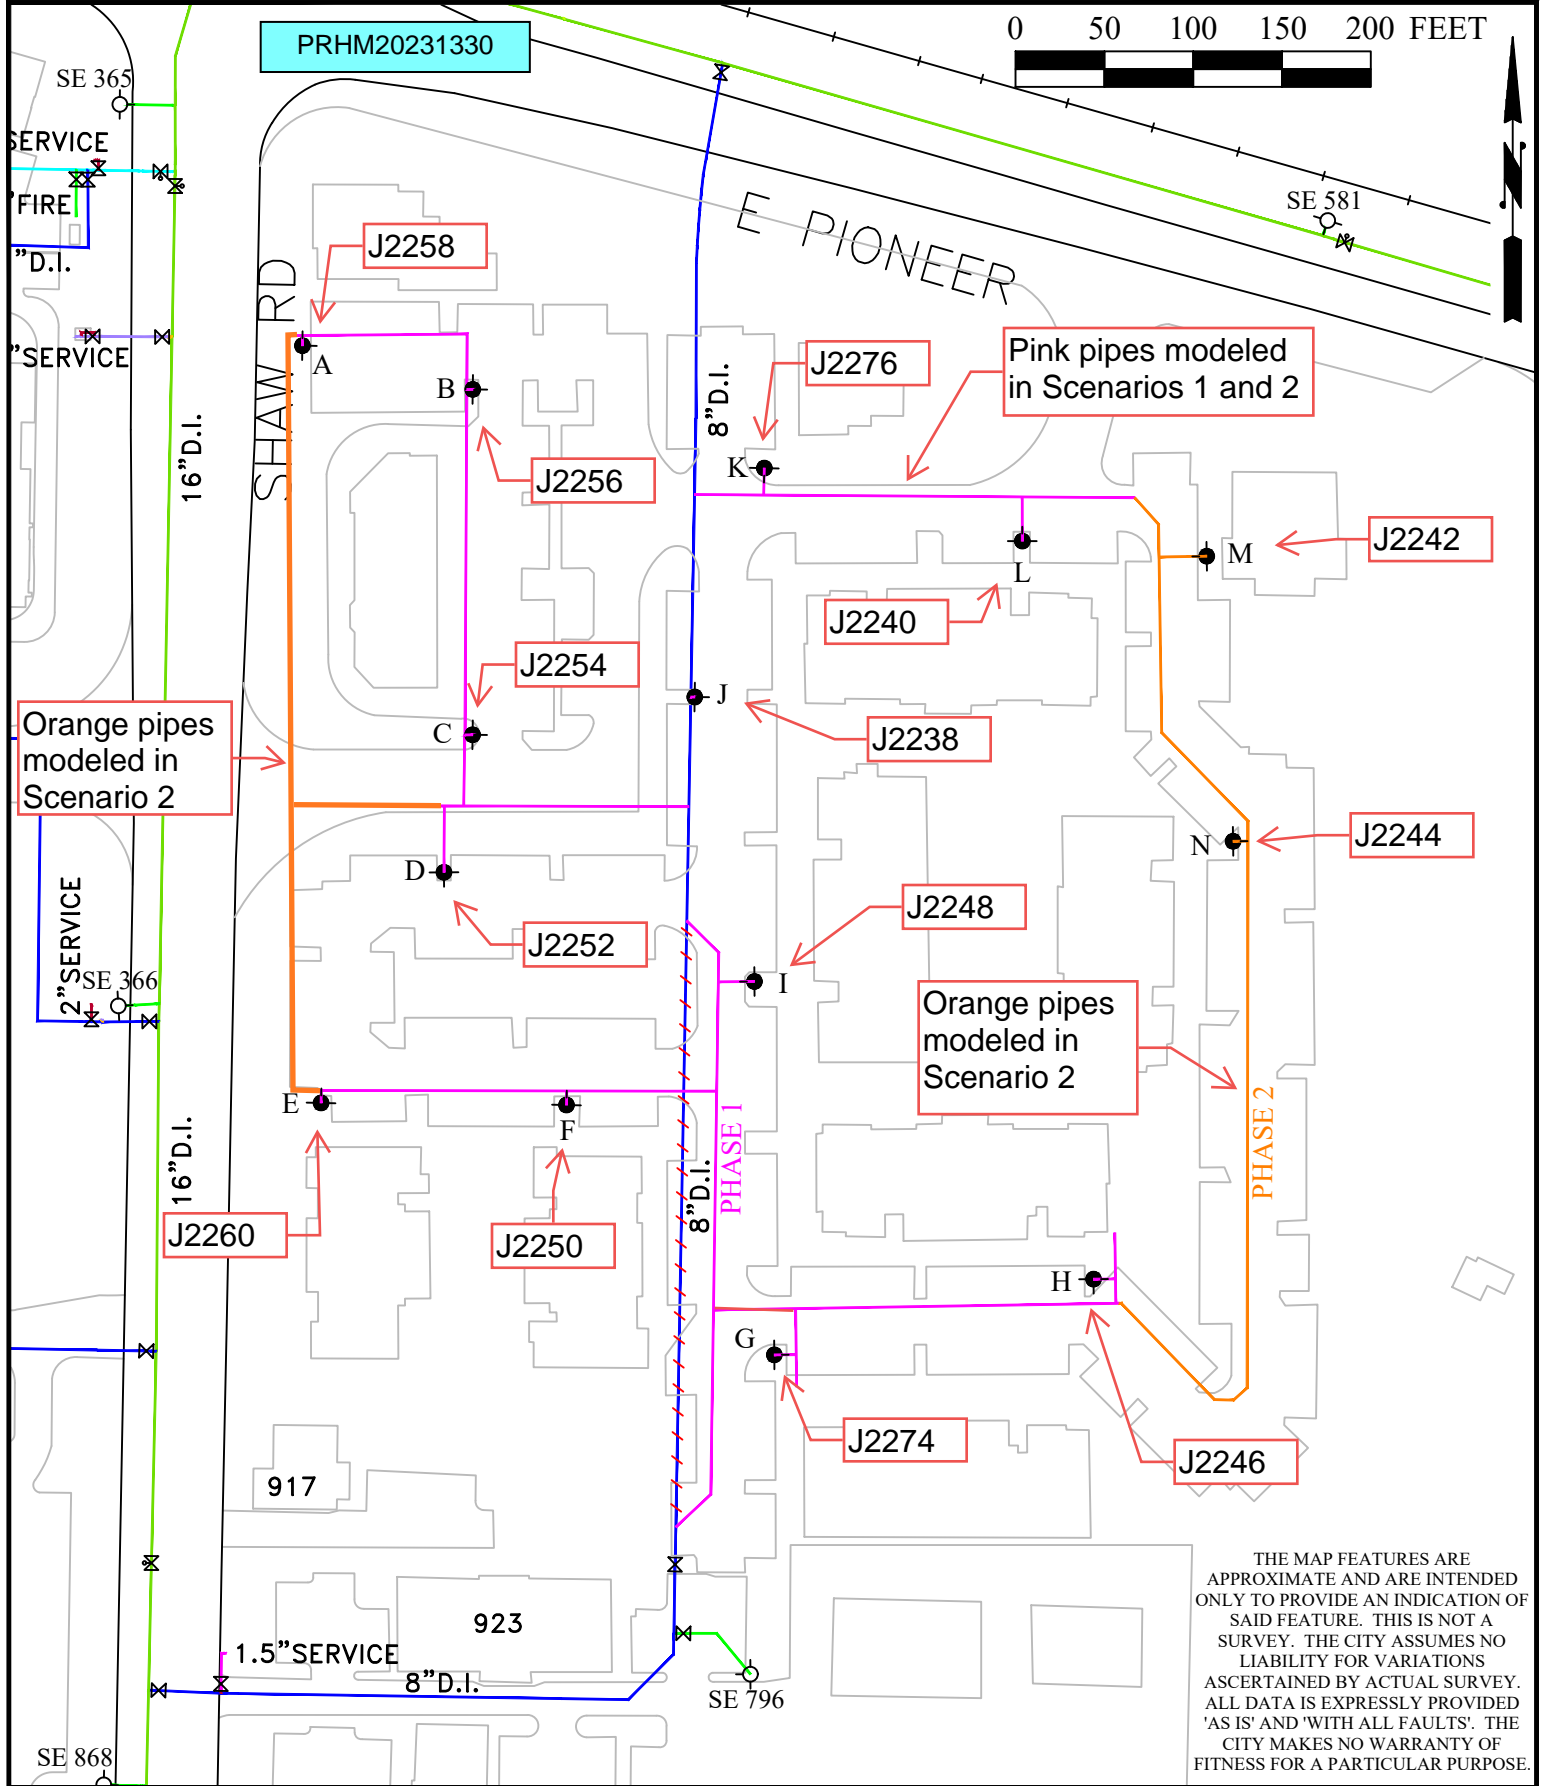 PRHM20231330
0 50 100 150 200 FEET
SE 365
SERVICE
"FIRE
"D.I.
"SERVICE
J2258
SHAW RD
E PIONEER
SE 581
N
A
B
J2256
J2276
Pink pipes modeled
in Scenarios 1 and 2
8"D.I.
16"D.I.
K
L
M
J2242
J2240
J2254
C
J
J2238
Orange pipes
modeled in
Scenario 2
D
J2252
N
J2244
J2248
I
2"SERVICE
SE 366
Orange pipes
modeled in
Scenario 2
E
F
16"D.I.
8"D.I.
PHASE 1
PHASE 2
J2260
J2250
H
G
J2274
J2246
917
923
1.5"SERVICE
8"D.I.
SE 796
SE 868
THE MAP FEATURES ARE
APPROXIMATE AND ARE INTENDED
ONLY TO PROVIDE AN INDICATION OF
SAID FEATURE. THIS IS NOT A
SURVEY. THE CITY ASSUMES NO
LIABILITY FOR VARIATIONS
ASCERTAINED BY ACTUAL SURVEY.
ALL DATA IS EXPRESSLY PROVIDED
'AS IS' AND 'WITH ALL FAULTS'. THE
CITY MAKES NO WARRANTY OF
FITNESS FOR A PARTICULAR PURPOSE.